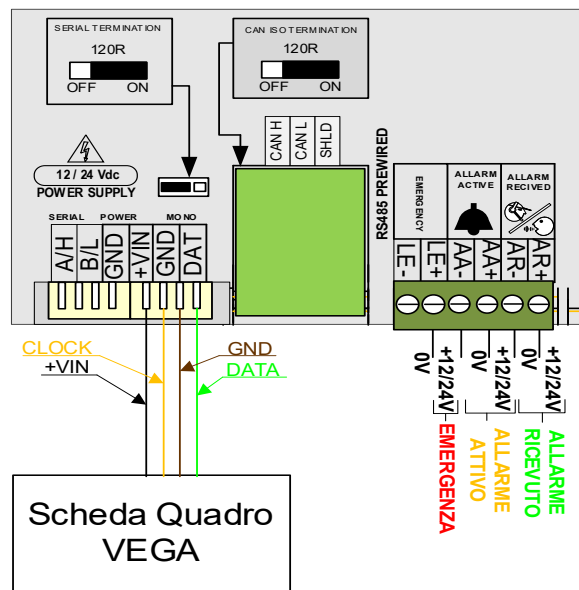 SERIAL TERMINATION
120R
OFF ON
CAN ISO TERMINATION
120R
OFF ON
CAN H
CAN L
SHLD
12 / 24 Vdc
POWER SUPPLY
RS485 PREWIRED
EMERGENCY
ALLARM
ACTIVE
ALLARM
RECIVED
SERIAL POWER MONO
A/H
B/L
GND
+VIN
GND
DAT
LE-
LE+
AA-
AA+
AR-
AR+
CLOCK
+VIN
GND
DATA
0V
+12/24V
0V
+12/24V
0V
+12/24V
EMERGENZA
ALLARME
ATTIVO
ALLARME
RICEVUTO
Scheda Quadro
VEGA